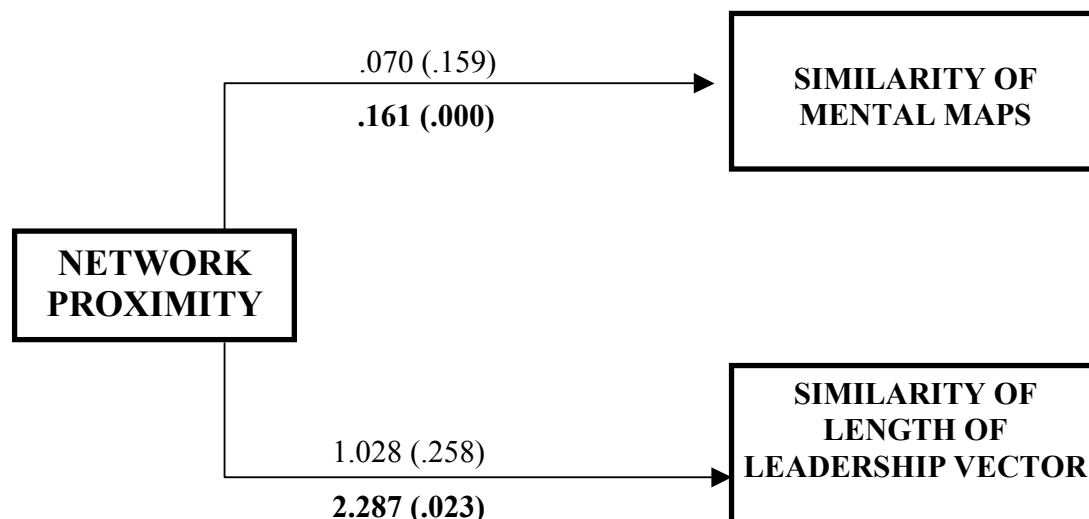 .070 (.159)
.161 (.000)
SIMILARITY OF
MENTAL MAPS
NETWORK
PROXIMITY
SIMILARITY OF
LENGTH OF
LEADERSHIP VECTOR
1.028 (.258)
2.287 (.023)